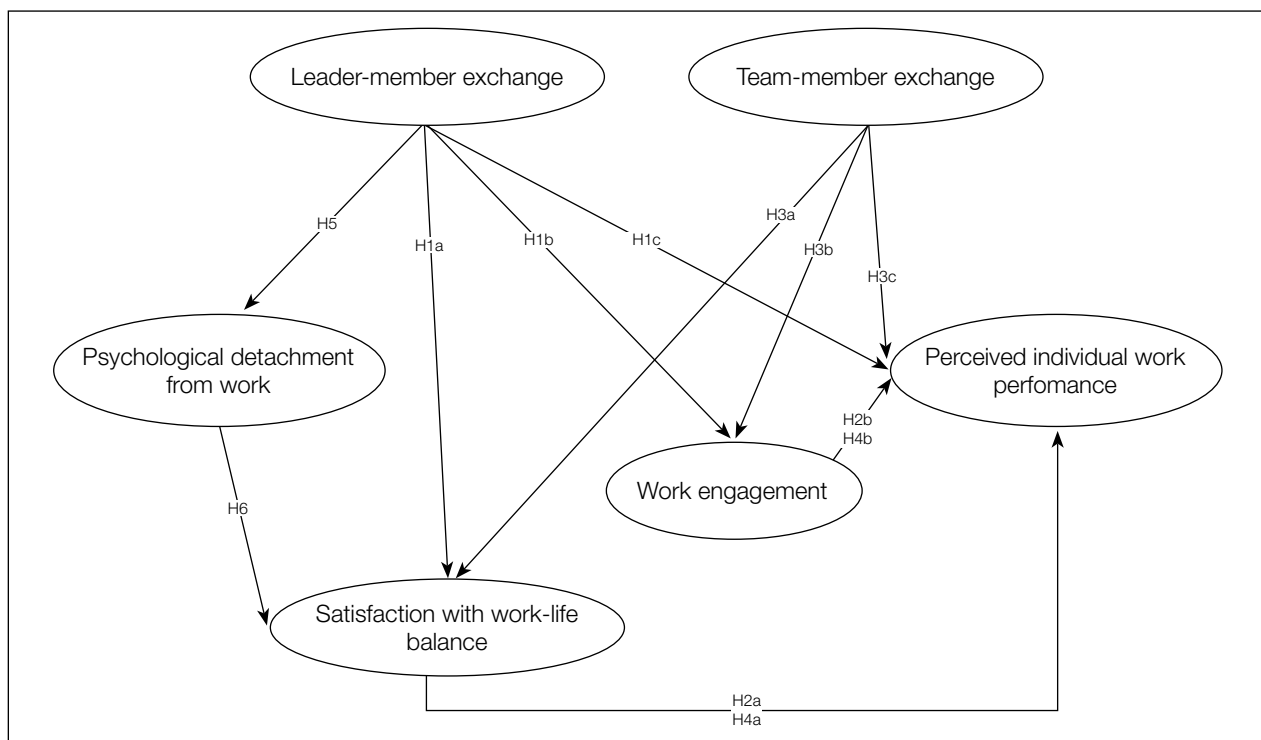 Leader-member exchange
Team-member exchange
H5
H1a
H1b
H1c
H3a
H3b
H3c
Psychological detachment
from work
Perceived individual work
perfomance
H2b
H4b
Work engagement
H6
Satisfaction with work-life
balance
H2a
H4a